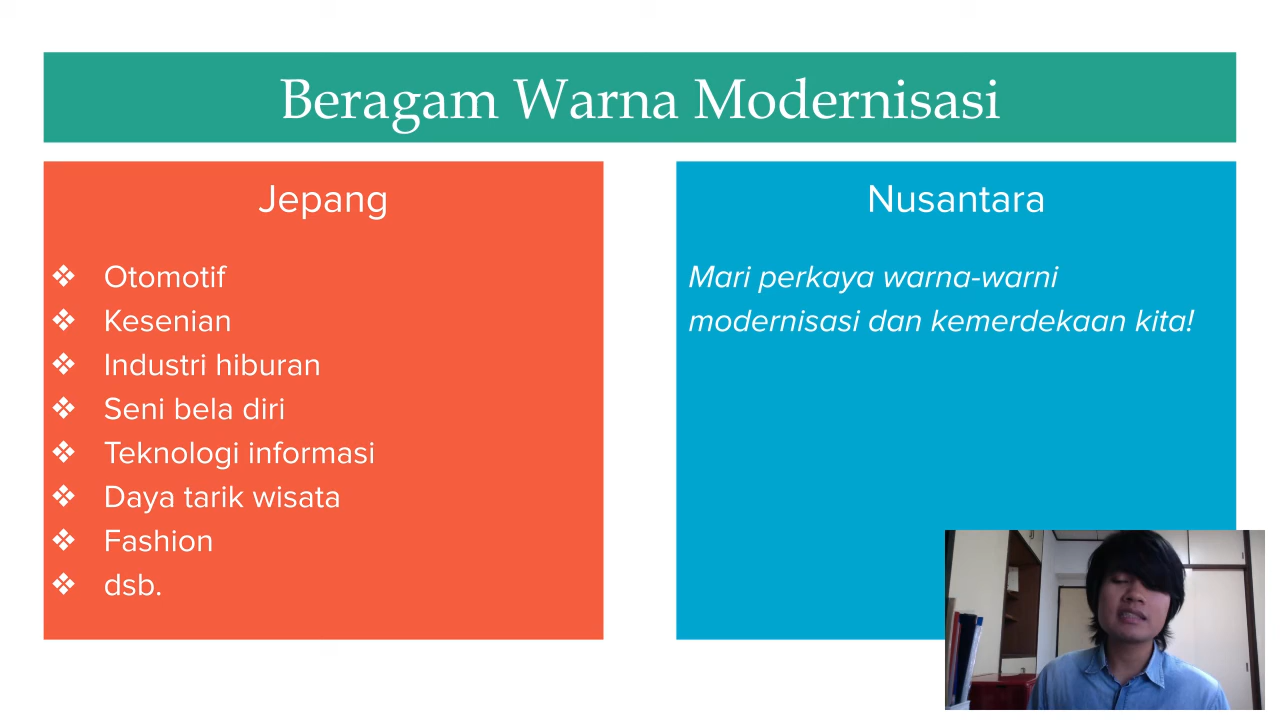 Beragam Warna Modernisasi
Jepang
❖ Otomotif
❖ Kesenian
❖ Industri hiburan
❖ Seni bela diri
❖ Teknologi informasi
❖ Daya tarik wisata
❖ Fashion
❖ dsb.
Nusantara
Mari perkaya warna-warni
modernisasi dan kemerdekaan kita!